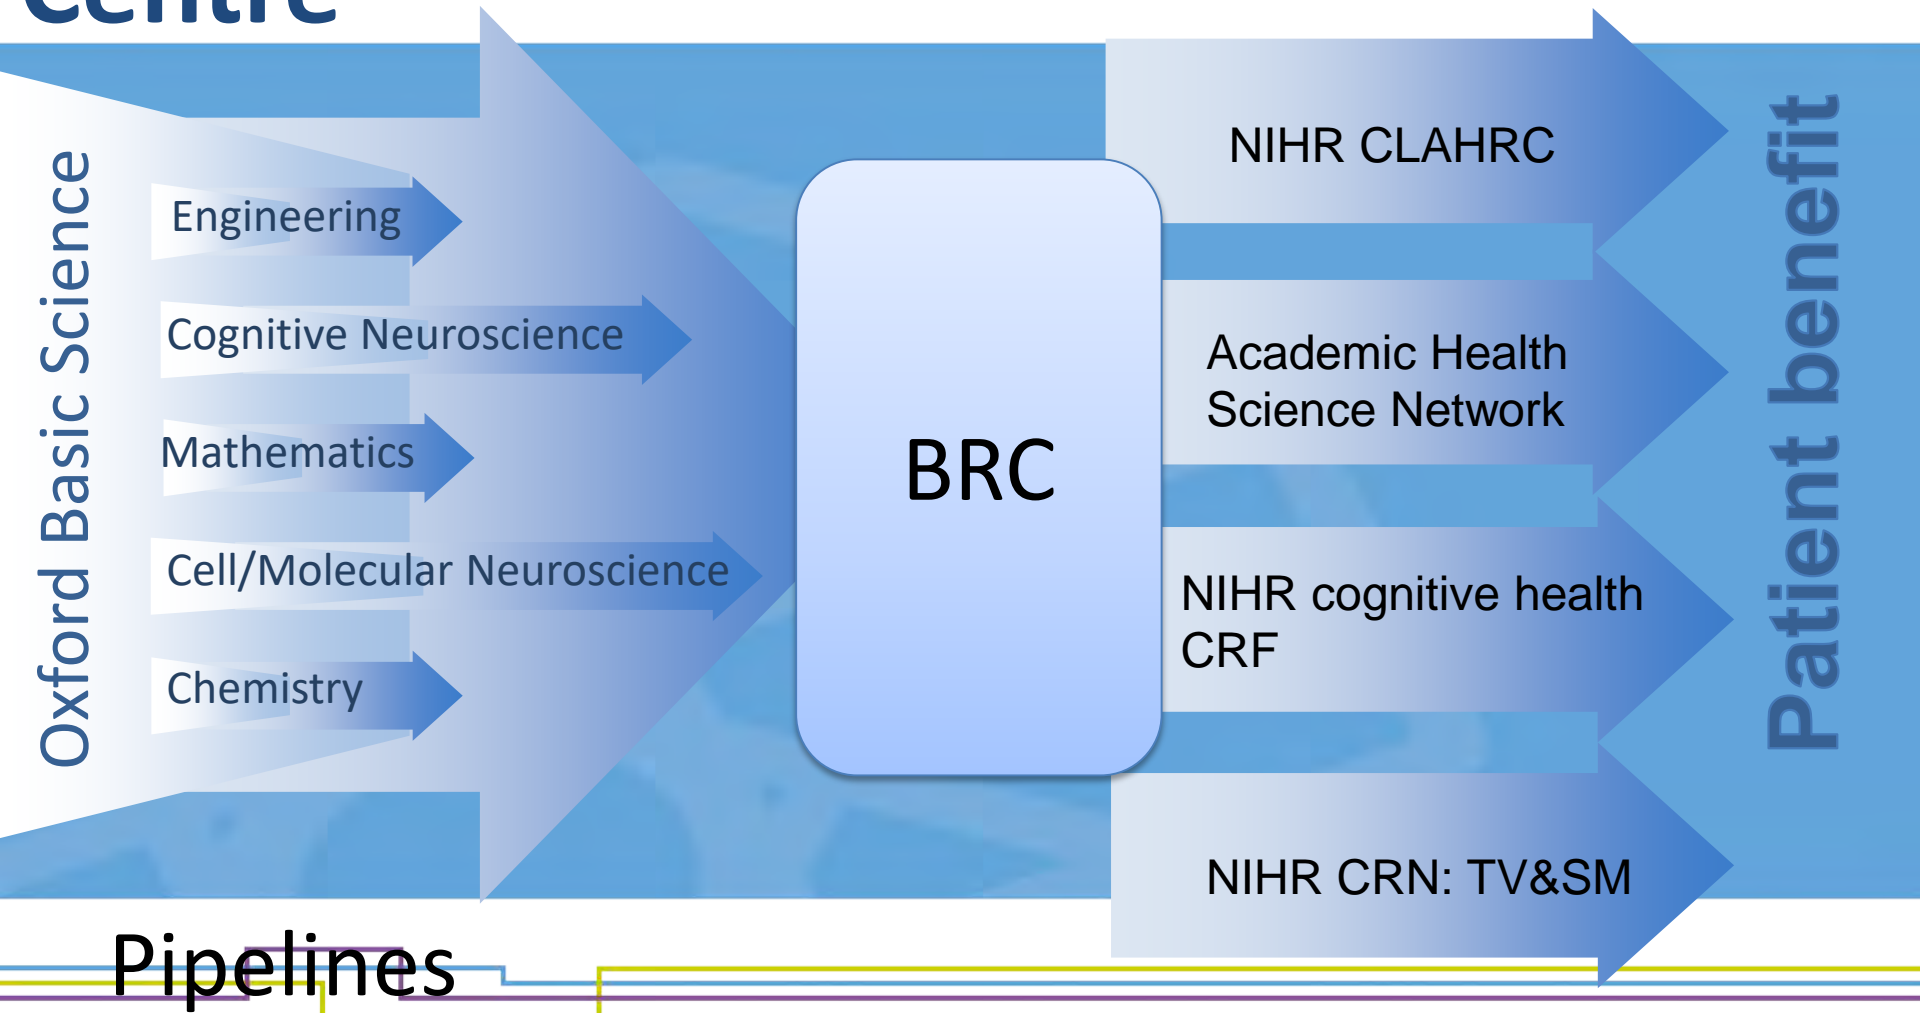 Centre
Oxford Basic Science
Engineering
Cognitive Neuroscience
Mathematics
Cell/Molecular Neuroscience
Chemistry
BRC
NIHR CLAHRC
Academic Health
Science Network
NIHR cognitive health
CRF
NIHR CRN: TV&SM
Patient benefit
Pipelines